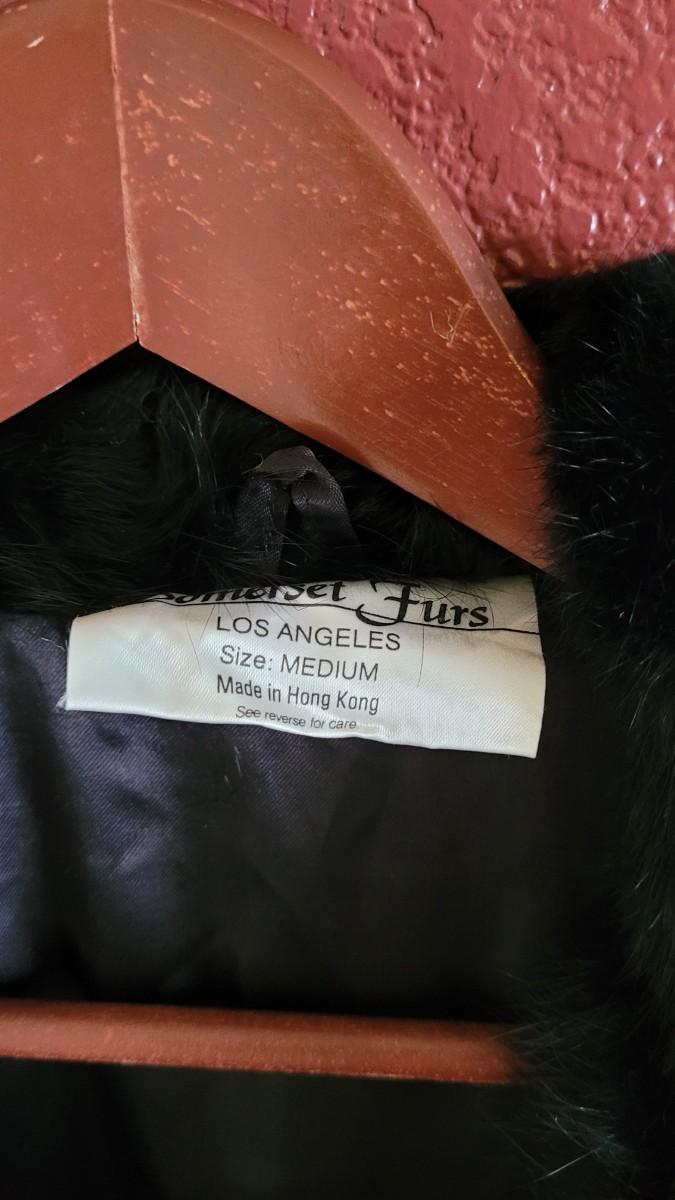 Somerset Furs
LOS ANGELES
Size: MEDIUM
Made in Hong Kong
See reverse for care.